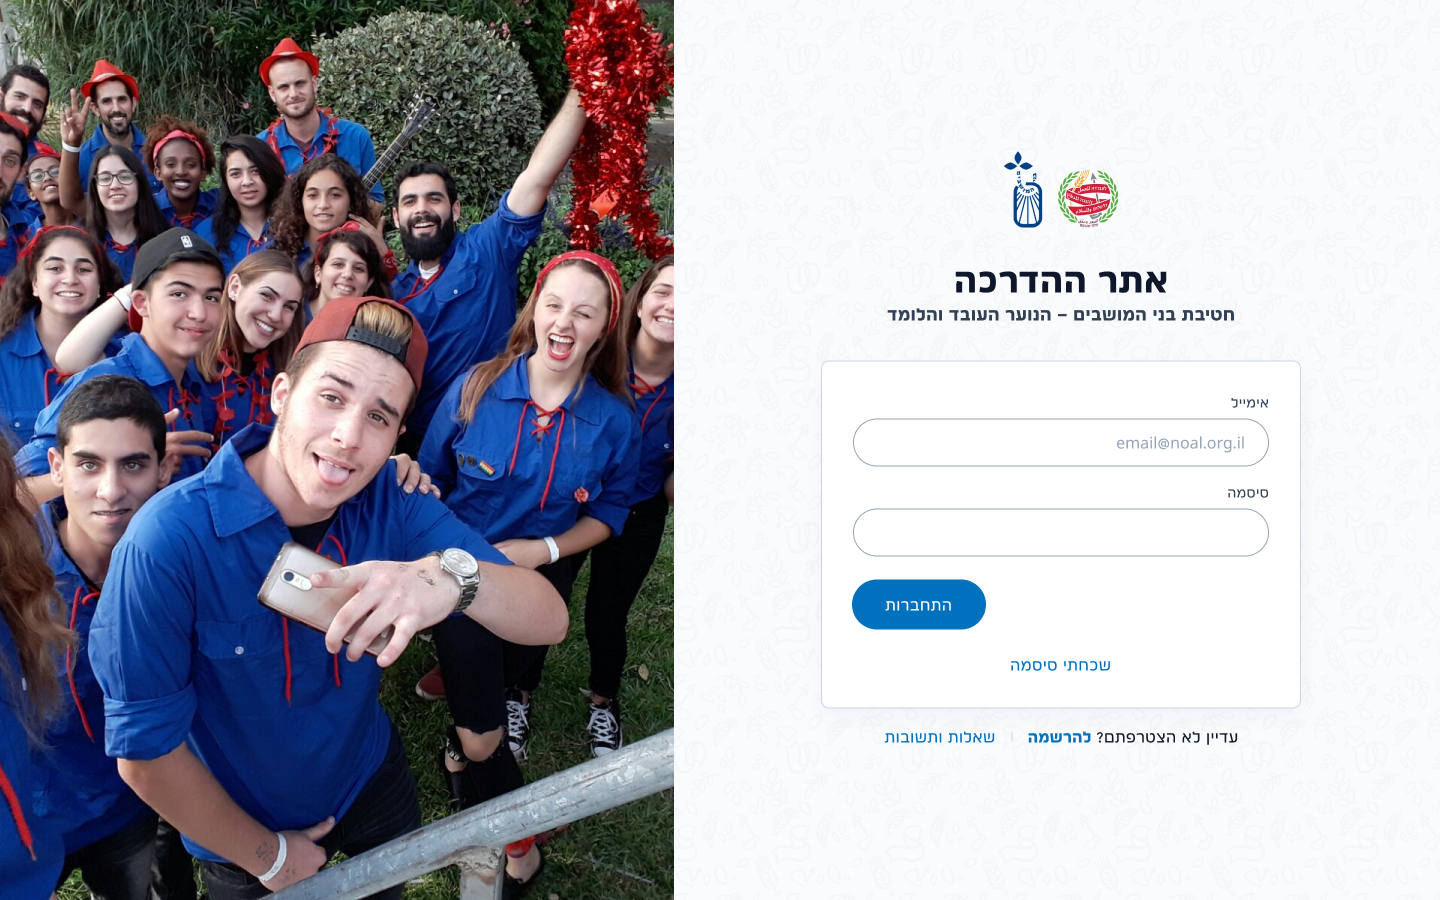 אתר ההדרכה
חטיבת בני המושבים – הנוער העובד והלומד
אימייל
email@noal.org.il
סיסמה
התחברות
שכחתי סיסמה
עדיין לא הצטרפתם? להרשמה | שאלות ותשובות